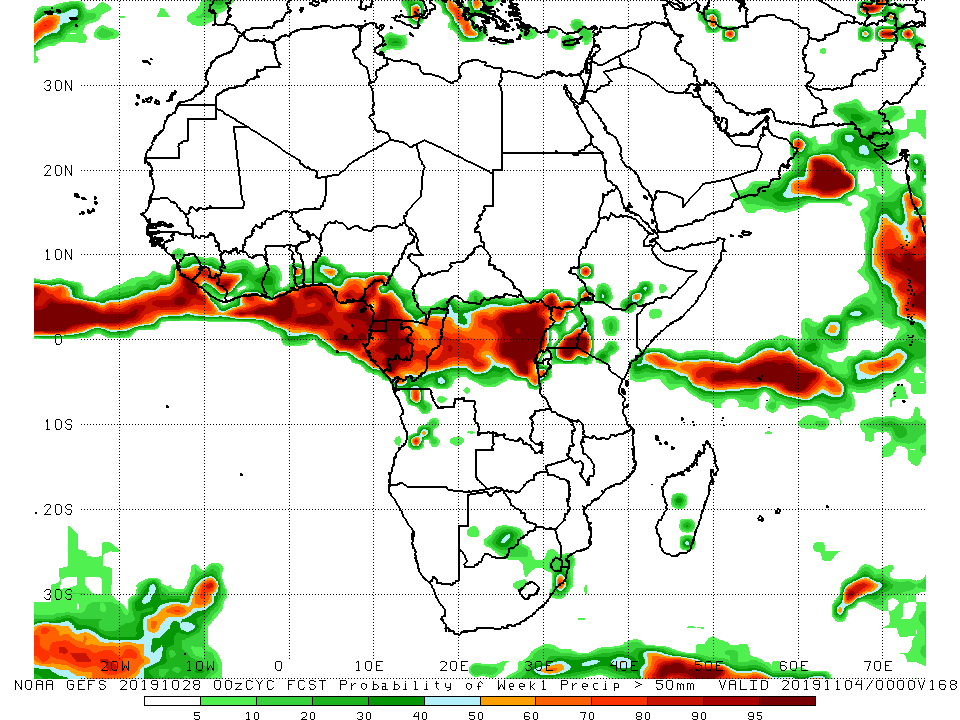 30N
20N
10N
0
10S
20S
30S
20W 10W 0 10E 20E 30E 40E 50E 60E 70E
NOAA GEFS 20191028 00zCYC FCST Probability of Week1 Precip > 50mm VALID 20191104/0000V168
5 10 20 30 40 50 60 70 80 90 95